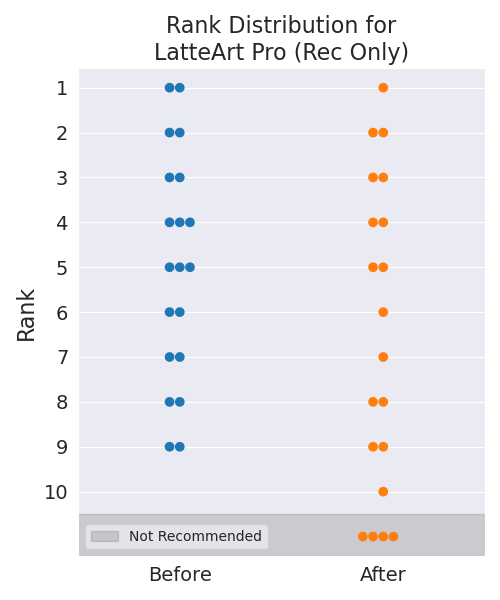 Rank Distribution for
LatteArt Pro (Rec Only)
Rank
1
2
3
4
5
6
7
8
9
10
Not Recommended
Before After